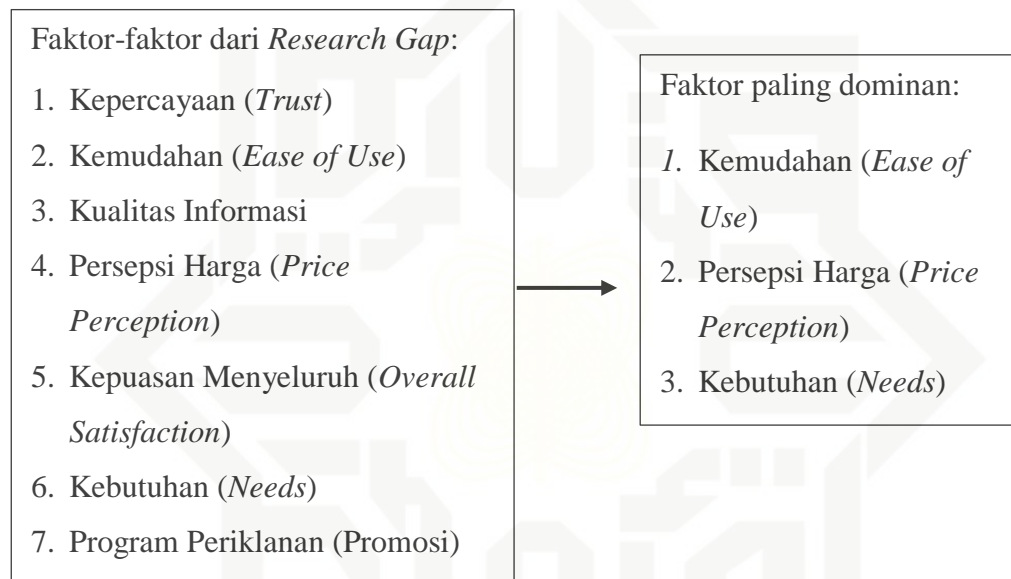 Faktor-faktor dari Research Gap:
1. Kepercayaan (Trust)
2. Kemudahan (Ease of Use)
3. Kualitas Informasi
4. Persepsi Harga (Price
Perception)
5. Kepuasan Menyeluruh (Overall
Satisfaction)
6. Kebutuhan (Needs)
7. Program Periklanan (Promosi)
Faktor paling dominan:
1. Kemudahan (Ease of
Use)
2. Persepsi Harga (Price
Perception)
3. Kebutuhan (Needs)